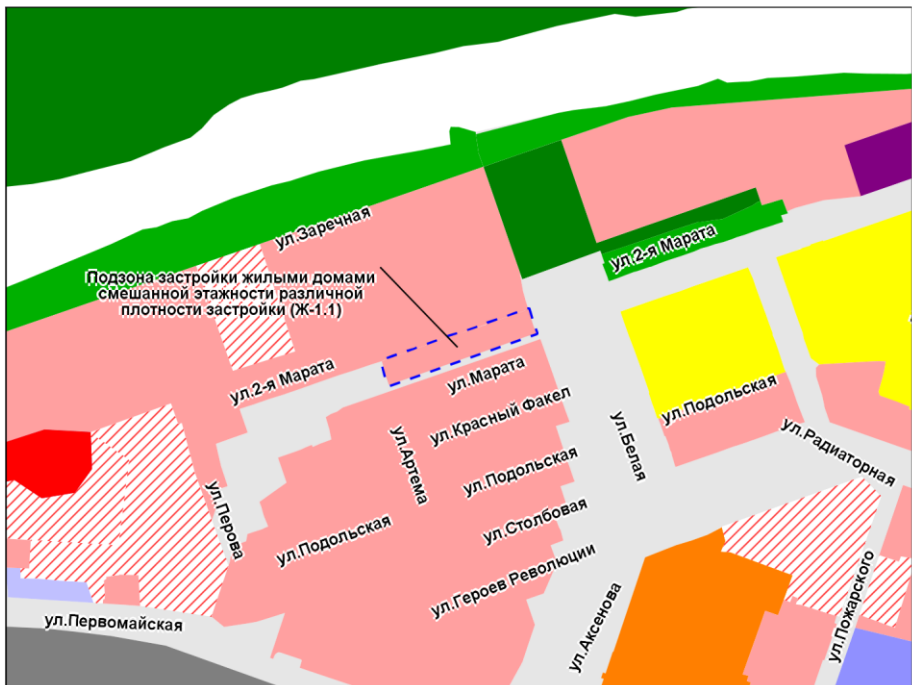 ул.Заречная
ул.2-я Марата
Подзона застройки жилыми домами
смешанной этажности различной
плотности застройки (Ж-1.1)
ул.2-я Марата
ул.Марата
ул.Красный Факел
ул.Подольская
ул.Белая
ул.Радиаторная
ул.Артема
ул.Подольская
ул.Перова
ул.Столбовая
ул.Подольская
ул.Героев Революции
ул.Аксенова
ул.Пожарского
ул.Первомайская